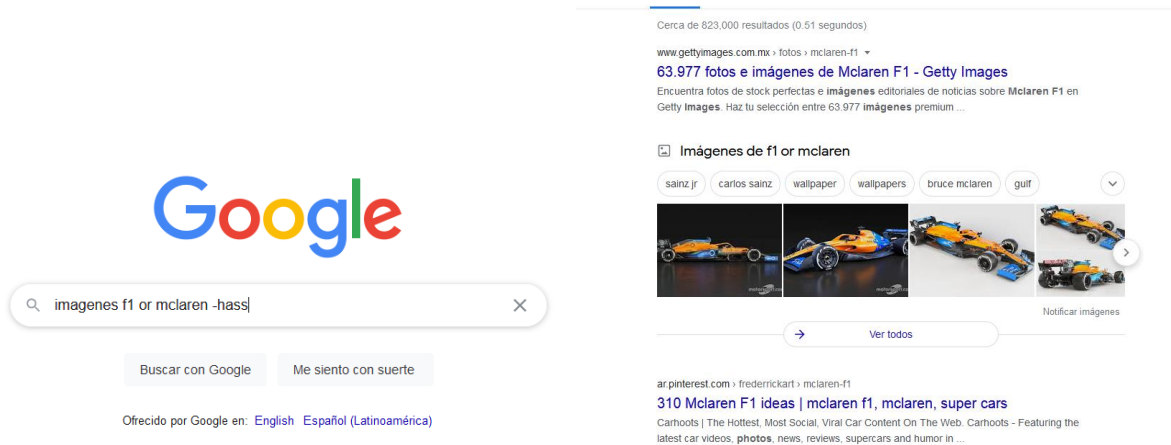 Google
imagenes f1 or mclaren -hass
Buscar con Google
Me siento con suerte
Ofrecido por Google en: English Español (Latinoamérica)
Cerca de 823,000 resultados (0.51 segundos)
www.gettyimages.com.mx › fotos › mclaren-f1
63.977 fotos e imágenes de Mclaren F1 - Getty Images
Encuentra fotos de stock perfectas e imágenes editoriales de noticias sobre Mclaren F1 en
Getty Images. Haz tu selección entre 63.977 imágenes premium ...
Imágenes de f1 or mclaren
sainz jr
carlos sainz
wallpaper
wallpapers
bruce mclaren
gulf
Notificar imágenes
Ver todos
ar.pinterest.com › frederrickart › mclaren-f1
310 Mclaren F1 ideas | mclaren f1, mclaren, super cars
Carhoots | The Hottest, Most Social, Viral Car Content On The Web. Carhoots - Featuring the
latest car videos, photos, news, reviews, supercars and humor in ...